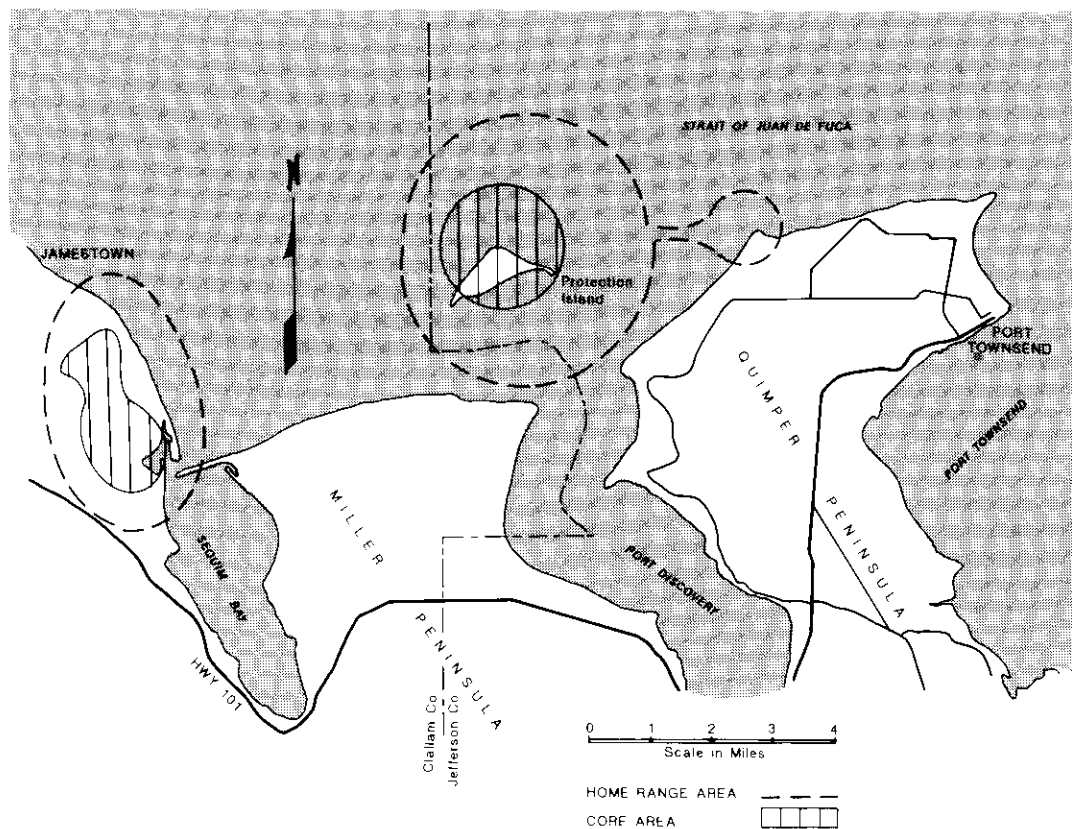 STRAIT OF JUAN DE FUCA
N
JAMESTOWN
Protection
Island
PORT
TOWNSEND
QUIMPER
PENINSULA
PORT TOWNSEND
MILLER
PENINSULA
SEQUIM BAY
PORT DISCOVERY
HWY 101
Clallam Co
Jefferson Co
0 1 2 3 4
Scale in Miles
HOME RANGE AREA
CORE AREA